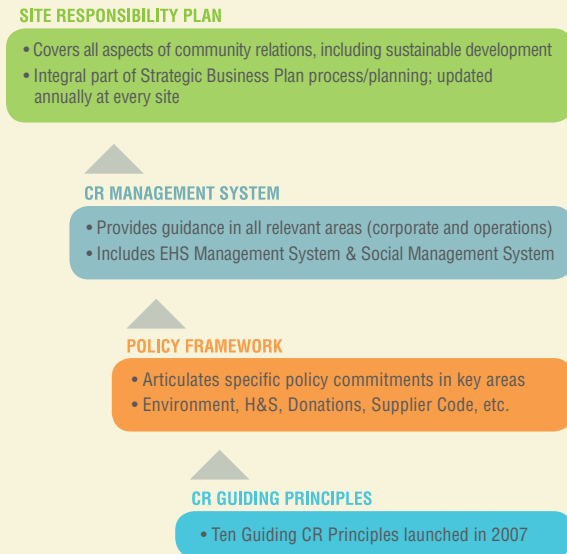 SITE RESPONSIBILITY PLAN
• Covers all aspects of community relations, including sustainable development
• Integral part of Strategic Business Plan process/planning; updated
annually at every site
CR MANAGEMENT SYSTEM
• Provides guidance in all relevant areas (corporate and operations)
• Includes EHS Management System & Social Management System
POLICY FRAMEWORK
• Articulates specific policy commitments in key areas
• Environment, H&S, Donations, Supplier Code, etc.
CR GUIDING PRINCIPLES
• Ten Guiding CR Principles launched in 2007